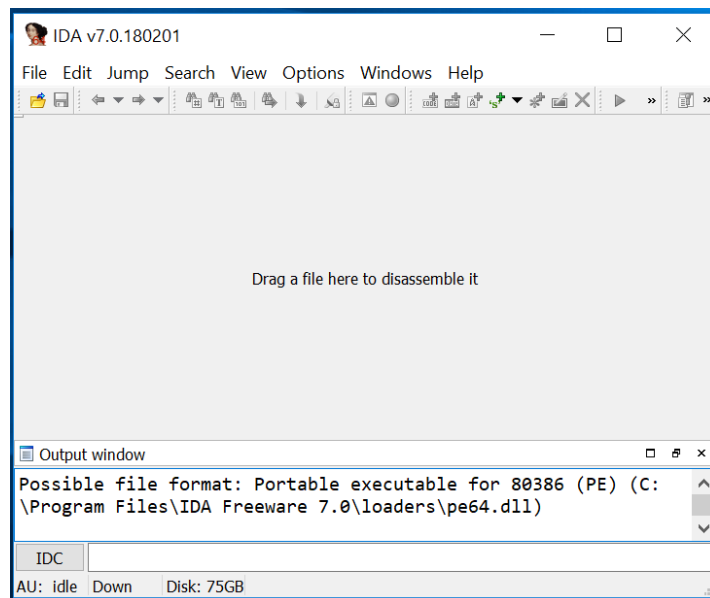 IDA v7.0.180201
File Edit Jump Search View Options Windows Help
Drag a file here to disassemble it
Output window
Possible file format: Portable executable for 80386 (PE) (C:
\Program Files\IDA Freeware 7.0\loaders\pe64.dll)
IDC
AU: idle Down Disk: 75GB